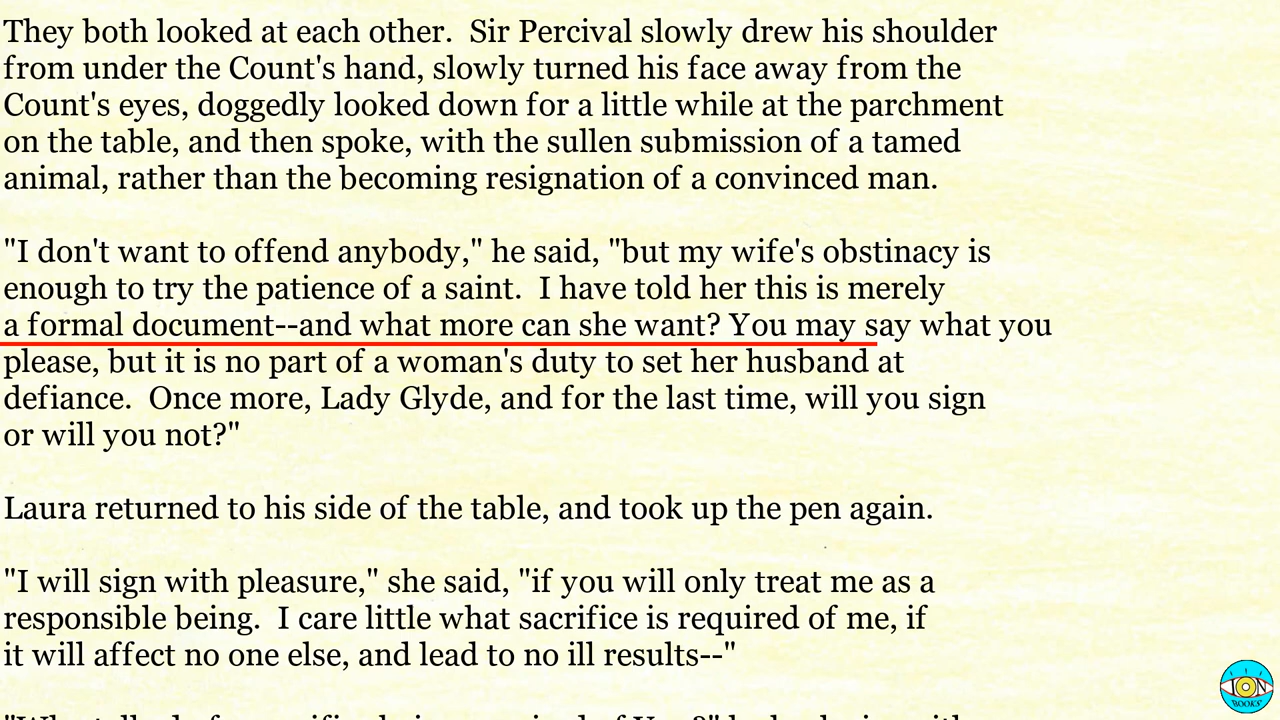 They both looked at each other.  Sir Percival slowly drew his shoulder
from under the Count's hand, slowly turned his face away from the
Count's eyes, doggedly looked down for a little while at the parchment
on the table, and then spoke, with the sullen submission of a tamed
animal, rather than the becoming resignation of a convinced man.
"I don't want to offend anybody," he said, "but my wife's obstinacy is
enough to try the patience of a saint.  I have told her this is merely
a formal document--and what more can she want? You may say what you
please, but it is no part of a woman's duty to set her husband at
defiance.  Once more, Lady Glyde, and for the last time, will you sign
or will you not?"
Laura returned to his side of the table, and took up the pen again.
"I will sign with pleasure," she said, "if you will only treat me as a
responsible being.  I care little what sacrifice is required of me, if
it will affect no one else, and lead to no ill results--"
ION
BOOKS